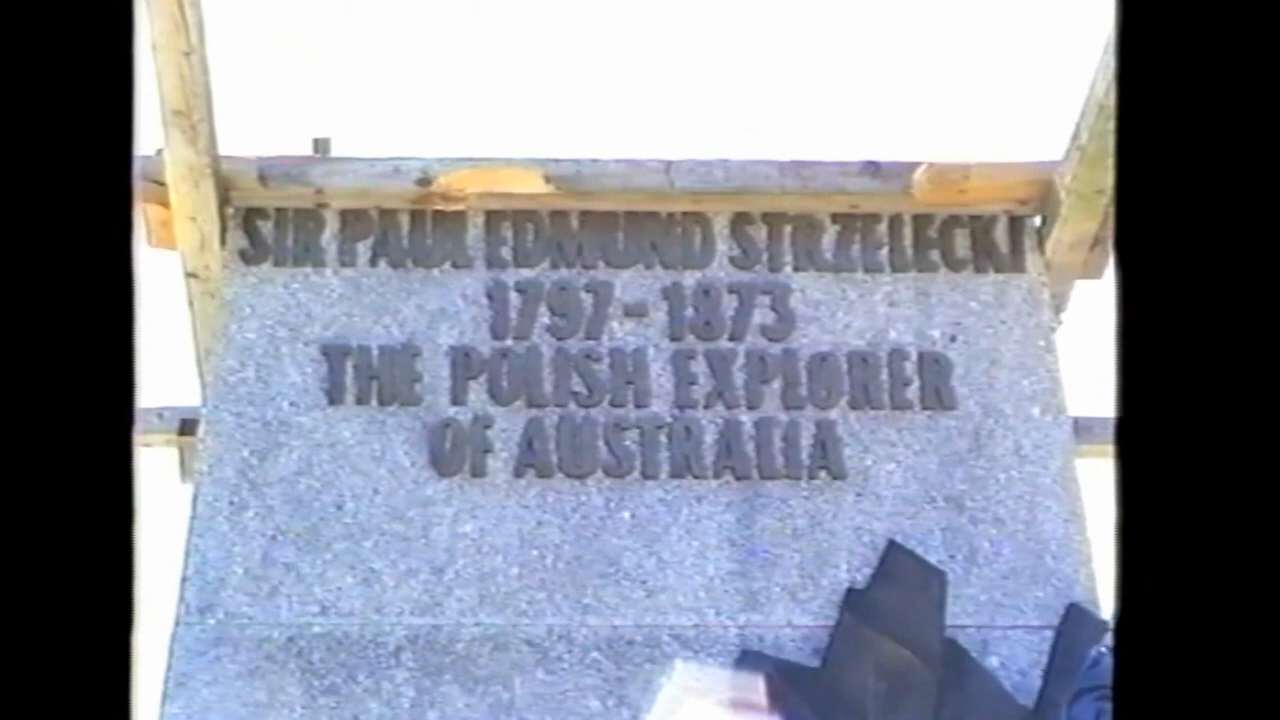 SIR PAUL EDMUND STRZELECKI
1797-1873
THE POLISH EXPLORER
OF AUSTRALIA